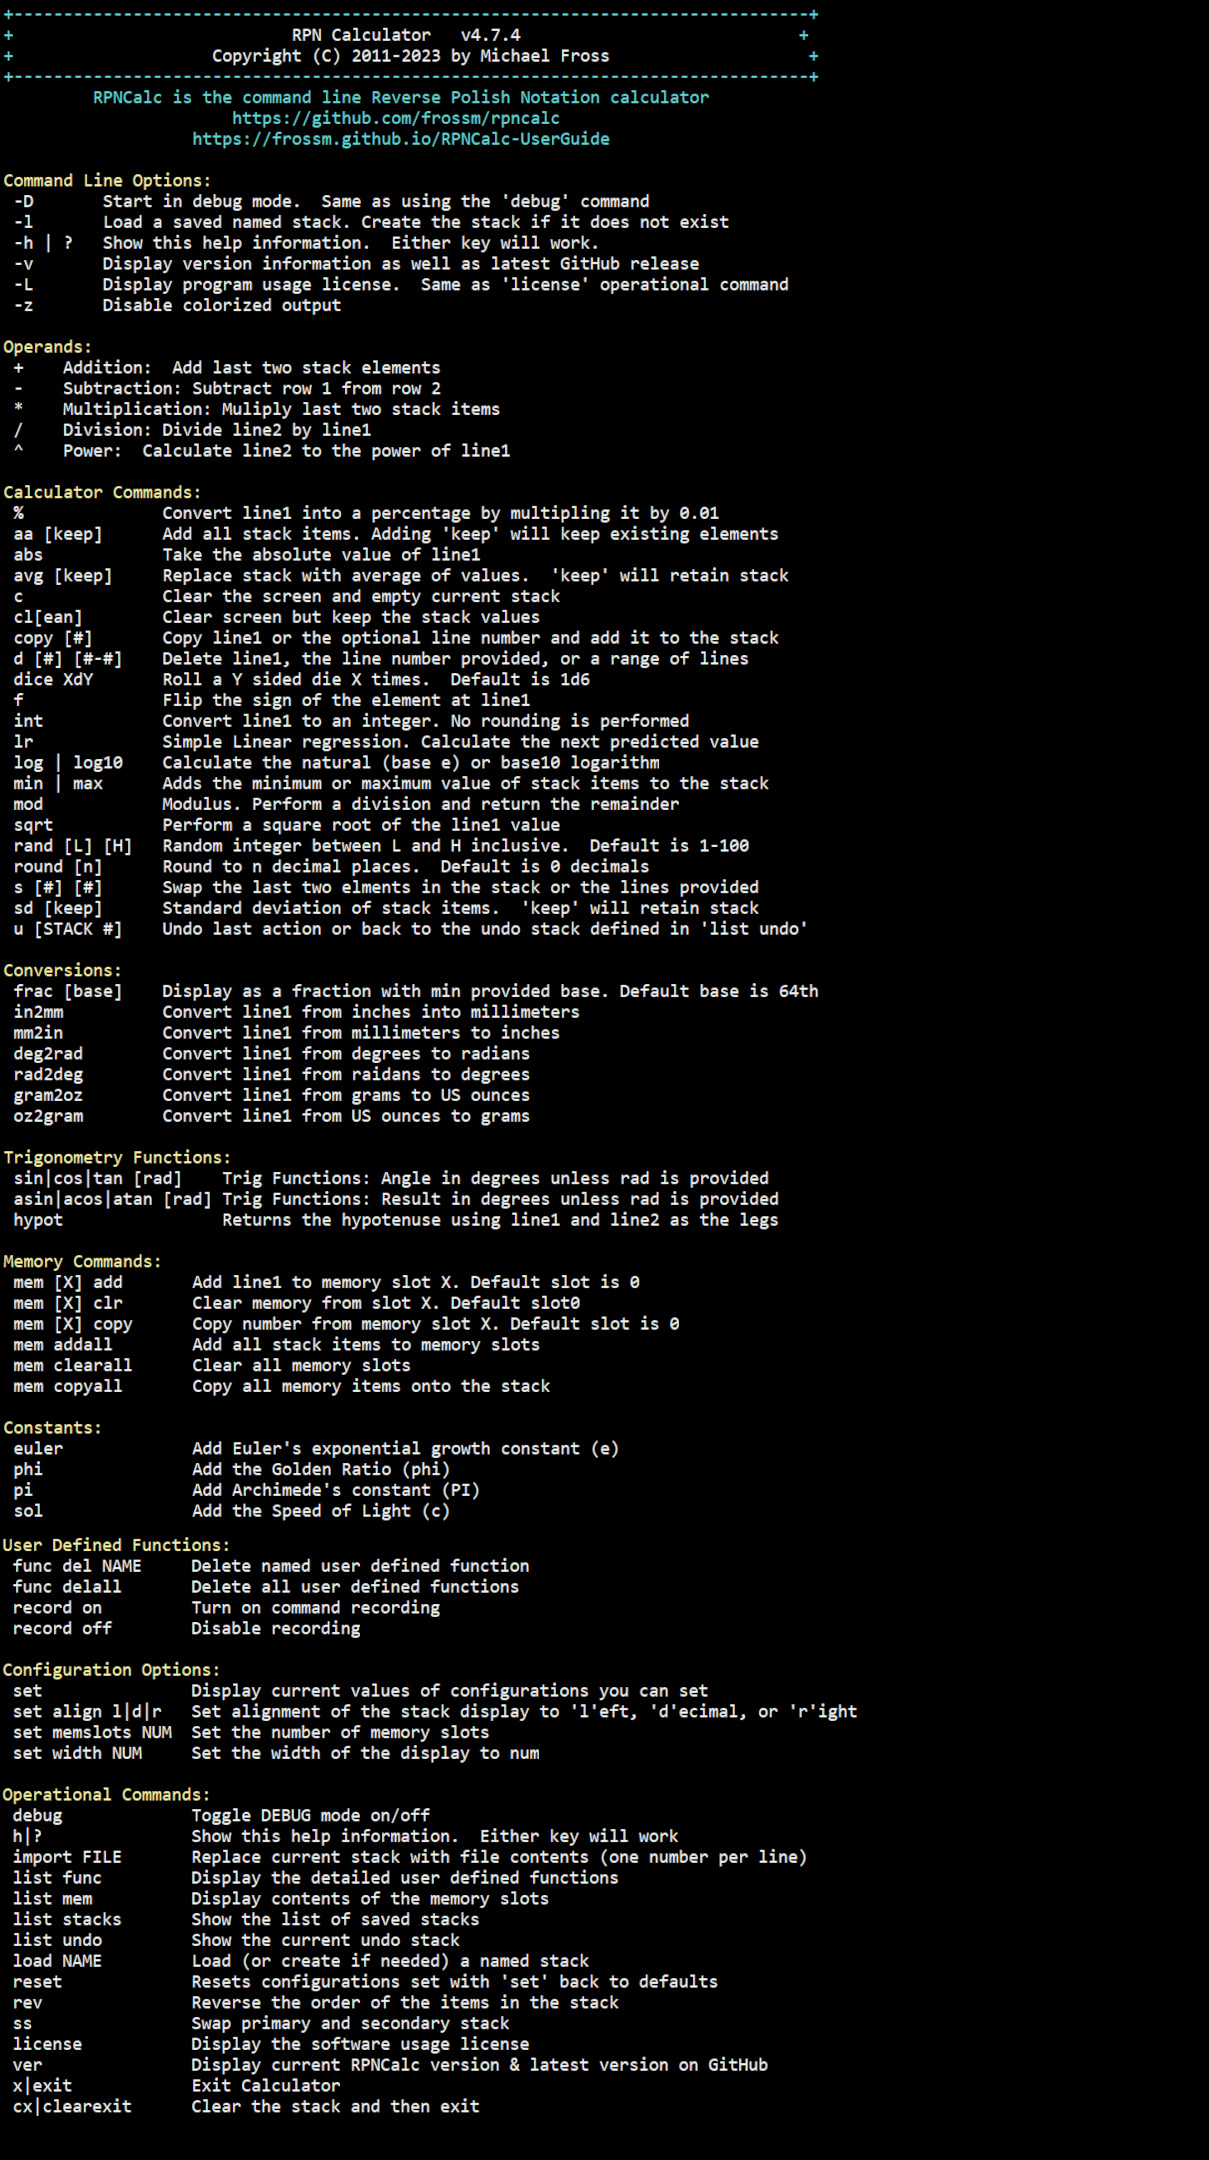 +--------------------------------------------------------------------------------+
+                            RPN Calculator   v4.7.4                            +
+                    Copyright (C) 2011-2023 by Michael Fross                    +
+--------------------------------------------------------------------------------+
         RPNCalc is the command line Reverse Polish Notation calculator
                       https://github.com/frossm/rpncalc
                   https://frossm.github.io/RPNCalc-UserGuide

Command Line Options:
 -D       Start in debug mode.  Same as using the 'debug' command
 -l       Load a saved named stack. Create the stack if it does not exist
 -h | ?   Show this help information.  Either key will work.
 -v       Display version information as well as latest GitHub release
 -L       Display program usage license.  Same as 'license' operational command
 -z       Disable colorized output

Operands:
 +    Addition:  Add last two stack elements
 -    Subtraction: Subtract row 1 from row 2
 *    Multiplication: Muliply last two stack items
 /    Division: Divide line2 by line1
 ^    Power:  Calculate line2 to the power of line1

Calculator Commands:
 %              Convert line1 into a percentage by multipling it by 0.01
 aa [keep]      Add all stack items. Adding 'keep' will keep existing elements
 abs            Take the absolute value of line1
 avg [keep]     Replace stack with average of values.  'keep' will retain stack
 c              Clear the screen and empty current stack
 cl[ean]        Clear screen but keep the stack values
 copy [#]       Copy line1 or the optional line number and add it to the stack
 d [#] [#-#]    Delete line1, the line number provided, or a range of lines
 dice XdY       Roll a Y sided die X times.  Default is 1d6
 f              Flip the sign of the element at line1
 int            Convert line1 to an integer. No rounding is performed
 lr             Simple Linear regression. Calculate the next predicted value
 log | log10    Calculate the natural (base e) or base10 logarithm
 min | max      Adds the minimum or maximum value of stack items to the stack
 mod            Modulus. Perform a division and return the remainder
 sqrt           Perform a square root of the line1 value
 rand [L] [H]   Random integer between L and H inclusive.  Default is 1-100
 round [n]      Round to n decimal places.  Default is 0 decimals
 s [#] [#]      Swap the last two elments in the stack or the lines provided
 sd [keep]      Standard deviation of stack items.  'keep' will retain stack
 u [STACK #]    Undo last action or back to the undo stack defined in 'list undo'

Conversions:
 frac [base]    Display as a fraction with min provided base. Default base is 64th
 in2mm          Convert line1 from inches into millimeters
 mm2in          Convert line1 from millimeters to inches
 deg2rad        Convert line1 from degrees to radians
 rad2deg        Convert line1 from raidans to degrees
 gram2oz        Convert line1 from grams to US ounces
 oz2gram        Convert line1 from US ounces to grams

Trigonometry Functions:
 sin|cos|tan [rad]    Trig Functions: Angle in degrees unless rad is provided
 asin|acos|atan [rad] Trig Functions: Result in degrees unless rad is provided
 hypot                Returns the hypotenuse using line1 and line2 as the legs

Memory Commands:
 mem [X] add       Add line1 to memory slot X. Default slot is 0
 mem [X] clr       Clear memory from slot X. Default slot0
 mem [X] copy      Copy number from memory slot X. Default slot is 0
 mem addall        Add all stack items to memory slots
 mem clearall      Clear all memory slots
 mem copyall       Copy all memory items onto the stack

Constants:
 euler             Add Euler's exponential growth constant (e)
 phi               Add the Golden Ratio (phi)
 pi                Add Archimede's constant (PI)
 sol               Add the Speed of Light (c)

User Defined Functions:
 func del NAME     Delete named user defined function
 func delall       Delete all user defined functions
 record on         Turn on command recording
 record off        Disable recording

Configuration Options:
 set               Display current values of configurations you can set
 set align l|d|r   Set alignment of the stack display to 'l'eft, 'd'ecimal, or 'r'ight
 set memslots NUM  Set the number of memory slots
 set width NUM     Set the width of the display to num

Operational Commands:
 debug             Toggle DEBUG mode on/off
 h|?               Show this help information.  Either key will work
 import FILE       Replace current stack with file contents (one number per line)
 list func         Display the detailed user defined functions
 list mem          Display contents of the memory slots
 list stacks       Show the list of saved stacks
 list undo         Show the current undo stack
 load NAME         Load (or create if needed) a named stack
 reset             Resets configurations set with 'set' back to defaults
 rev               Reverse the order of the items in the stack
 ss                Swap primary and secondary stack
 license           Display the software usage license
 ver               Display current RPNCalc version & latest version on GitHub
 x|exit            Exit Calculator
 cx|clearexit      Clear the stack and then exit